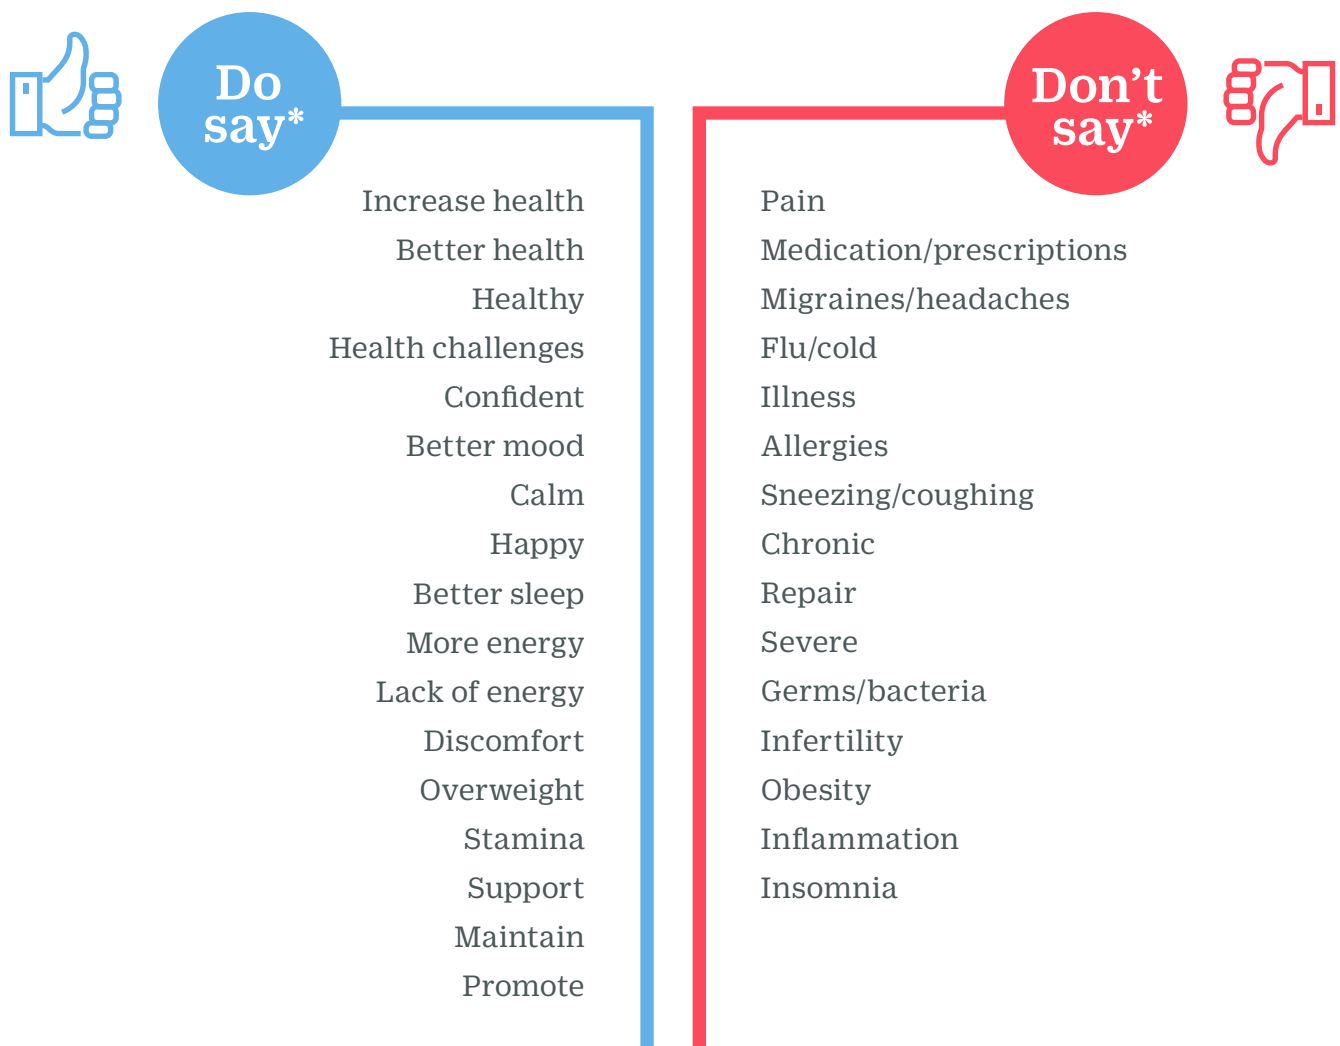 Do
say*
Increase health
Better health
Healthy
Health challenges
Confident
Better mood
Calm
Happy
Better sleep
More energy
Lack of energy
Discomfort
Overweight
Stamina
Support
Maintain
Promote
Don’t
say*
Pain
Medication/prescriptions
Migraines/headaches
Flu/cold
Illness
Allergies
Sneezing/coughing
Chronic
Repair
Severe
Germs/bacteria
Infertility
Obesity
Inflammation
Insomnia